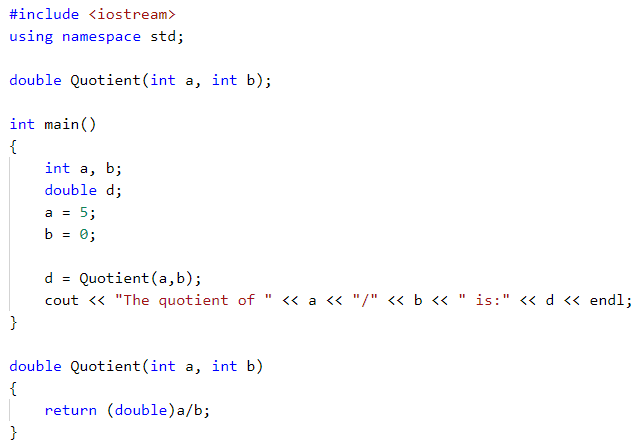 #include <iostream>
using namespace std;
double Quotient(int a, int b);
int main()
{
int a, b;
double d;
a = 5;
b = 0;
d = Quotient(a,b);
cout << "The quotient of " << a << "/" << b << " is:" << d << endl;
}
double Quotient(int a, int b)
{
return (double)a/b;
}